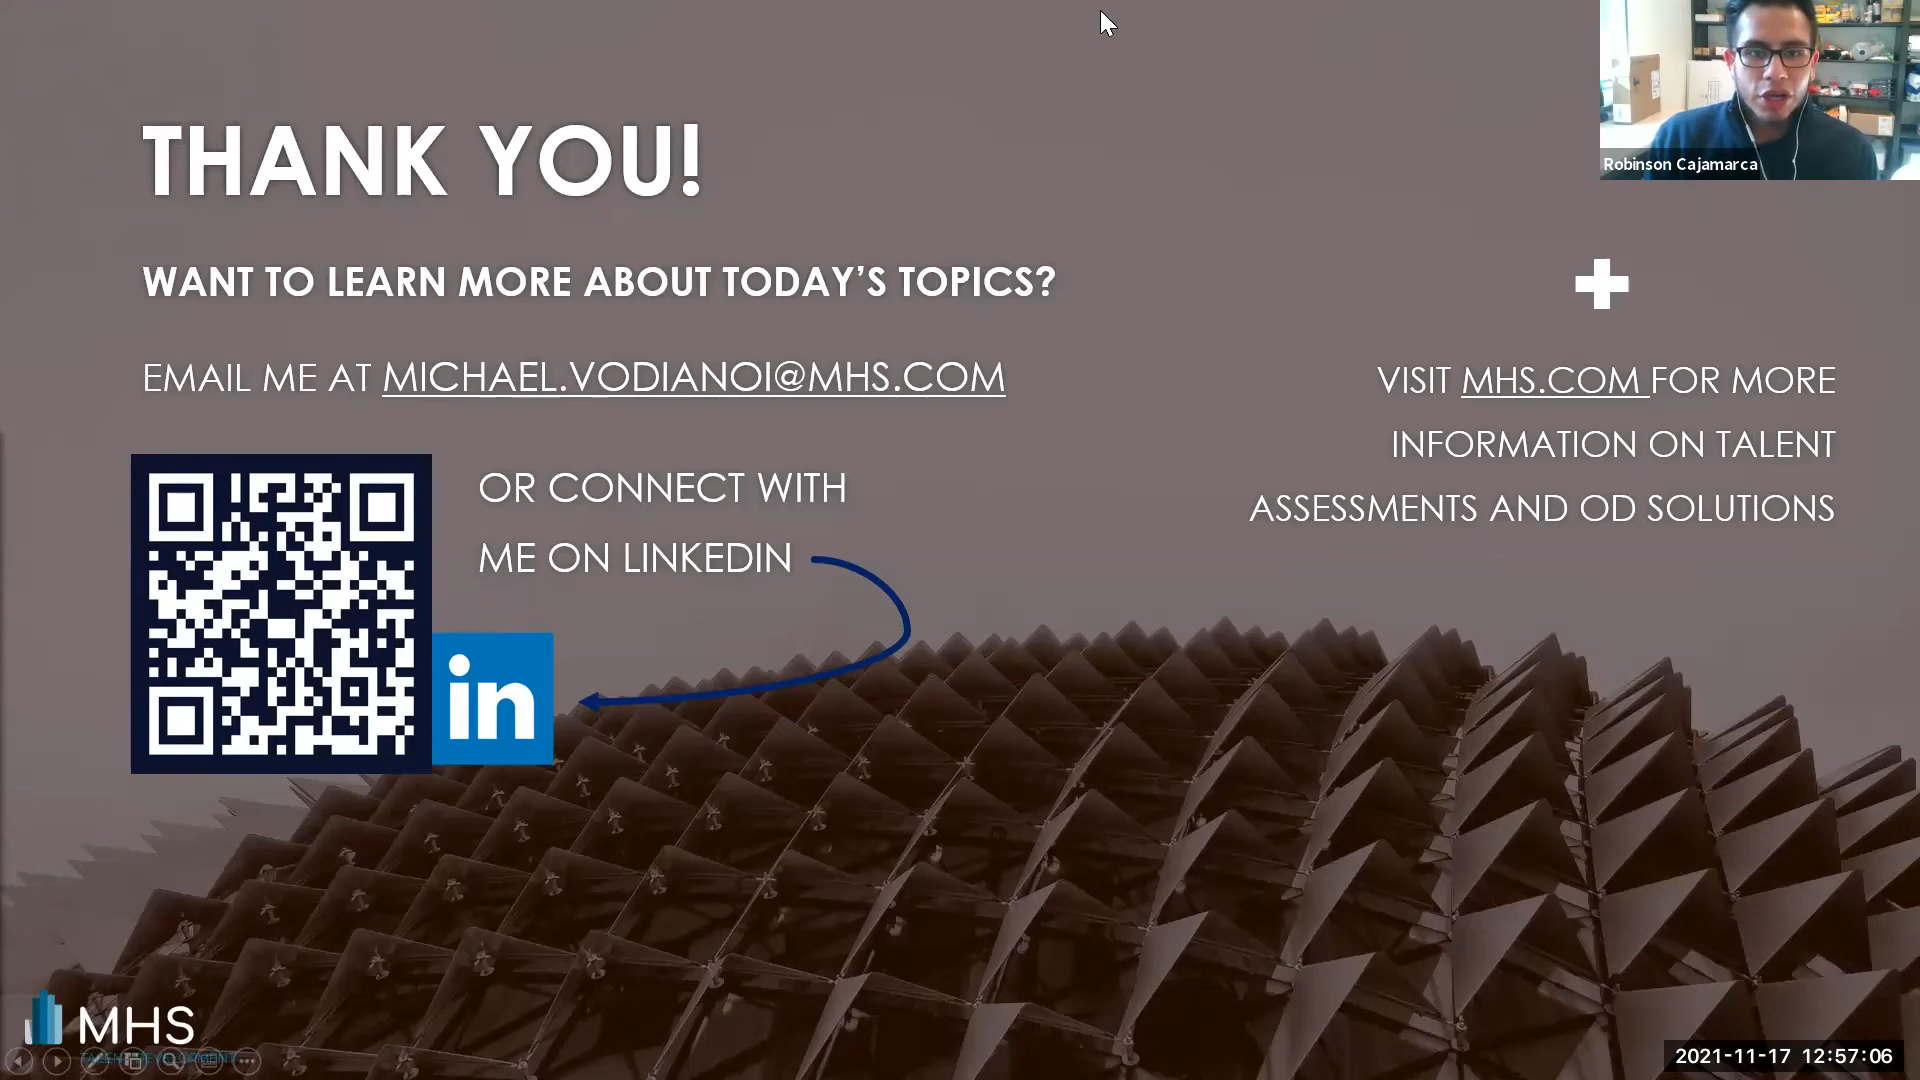 Robinson Cajamarca
THANK YOU!
WANT TO LEARN MORE ABOUT TODAY'S TOPICS?
EMAIL ME AT MICHAEL.VODIANOI@MHS.COM
OR CONNECT WITH
ME ON LINKEDIN
in
VISIT MHS.COM FOR MORE
INFORMATION ON TALENT
ASSESSMENTS AND OD SOLUTIONS
MHS
TALENT DEVELOPMENT
2021-11-17 12:57:06